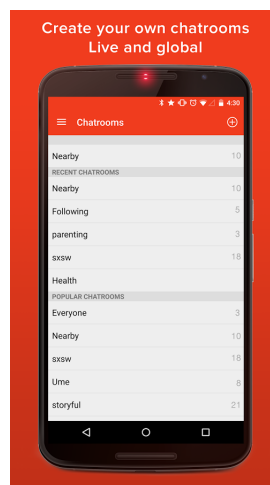 Create your own chatrooms
Live and global
4:30
Chatrooms
Nearby 10
RECENT CHATROOMS
Nearby 10
Following 5
parenting 3
sxsw 18
Health
POPULAR CHATROOMS
Everyone 3
Nearby 10
sxsw 18
Ume 8
storyful 21